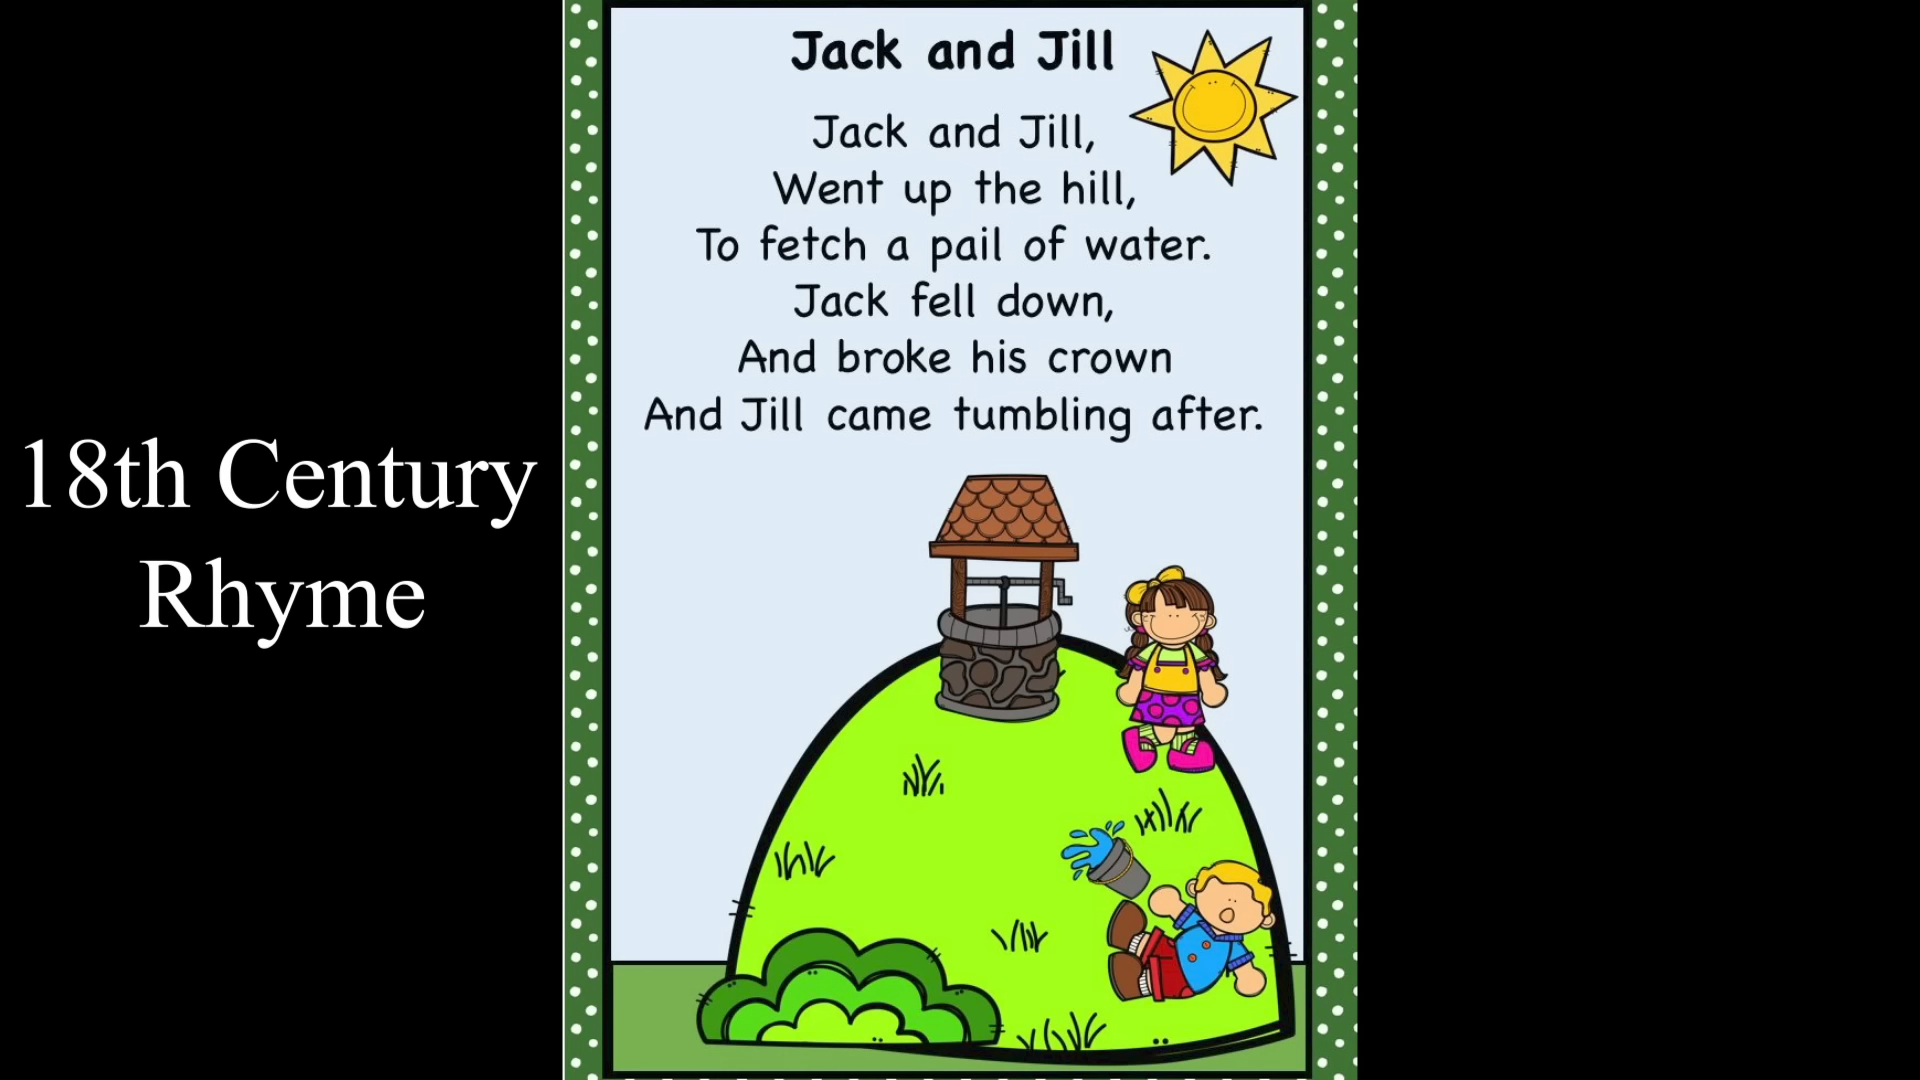 18th Century
Rhyme
Jack and Jill
Jack and Jill,
Went up the hill,
To fetch a pail of water.
Jack fell down,
And broke his crown
And Jill came tumbling after.